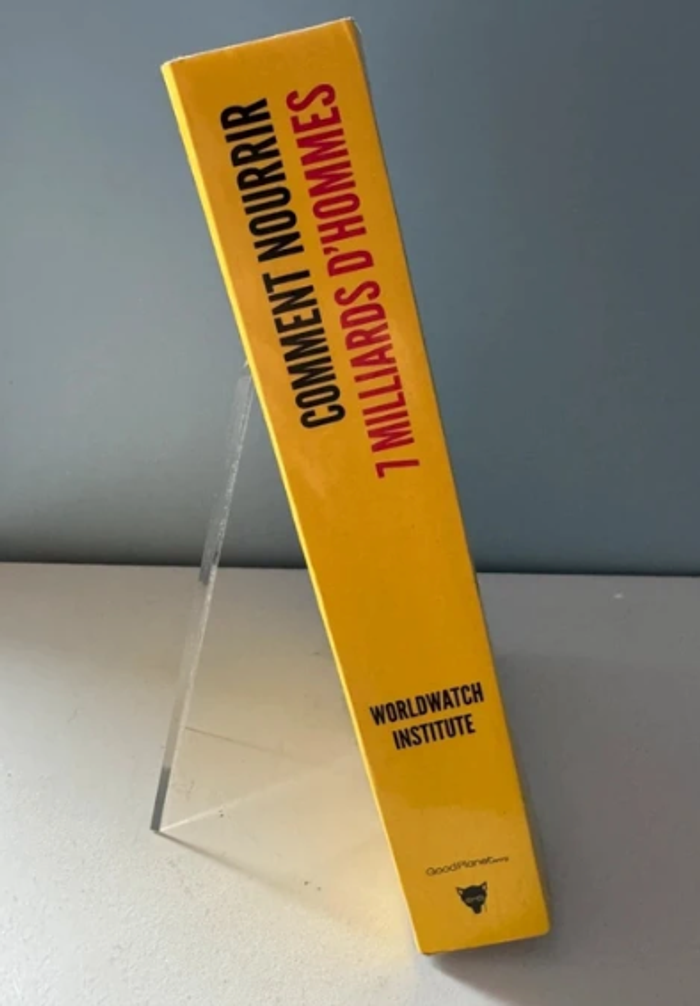 COMMENT NOURRIR
7 MILLIARDS D'HOMMES
WORLDWATCH
INSTITUTE
GoodPlanet